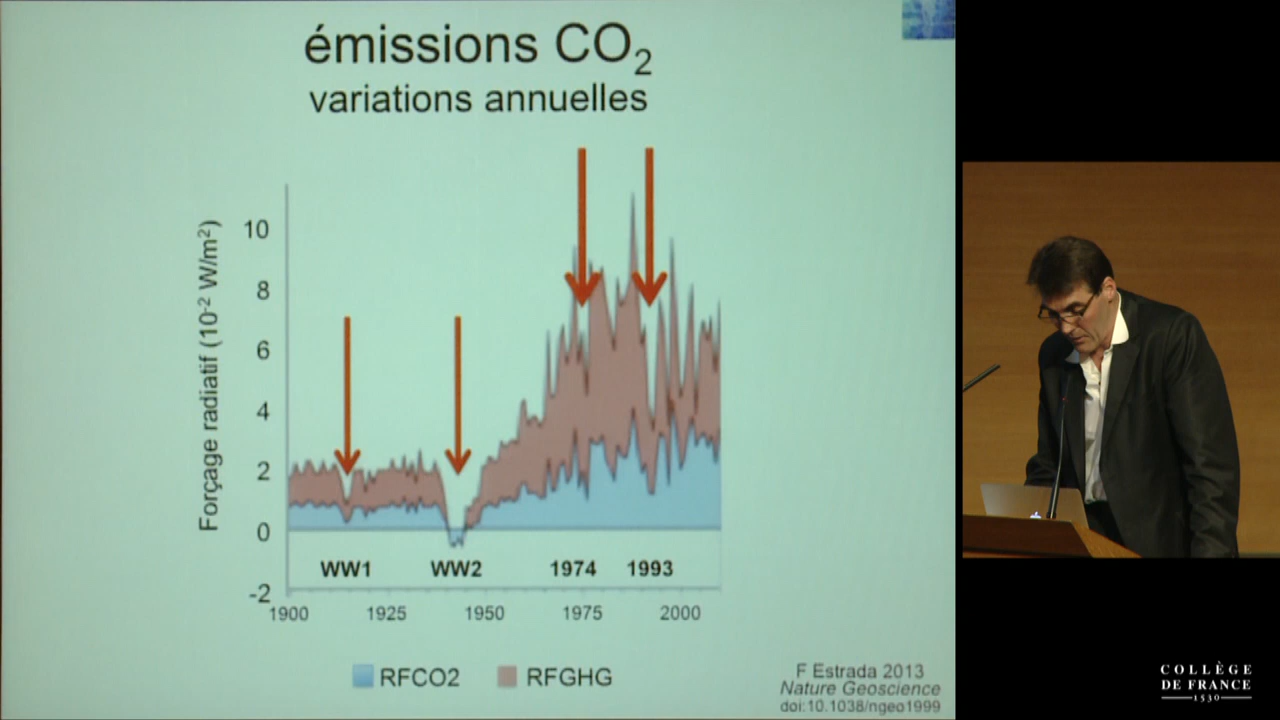 émissions CO2
variations annuelles
Forçage radiatif (10-2 W/m2)
10
8
6
4
2
0
-2
WW1
WW2
1974
1993
1900
1925
1950
1975
2000
RFCO2
RFGHG
F Estrada 2013
Nature Geoscience
doi:10.1038/ngeo1999
COLLÈGE
DE FRANCE
1530